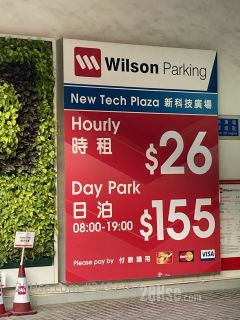 Wilson Parking
New Tech Plaza 新科技廣場
Hourly
時租
$26
Day Park
日泊
08:00-19:00
$155
Please pay by 付款請用
VISA
28Hse.com